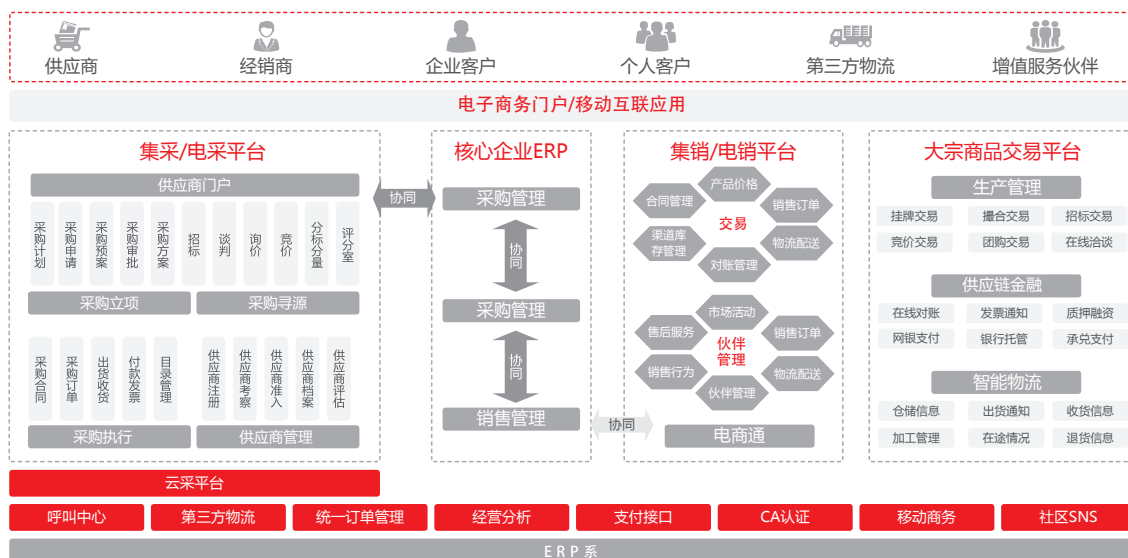 供应商
经销商
企业客户
个人客户
第三方物流
增值服务伙伴
电子商务门户/移动互联应用
集采/电采平台
供应商门户
采购计划
采购申请
采购预案
采购审批
采购方案
招标
谈判
询价
竞价
分标分量
评分室
采购立项
采购寻源
采购合同
采购订单
出货收货
付款发票
目录管理
供应商注册
供应商考察
供应商准入
供应商档案
供应商评估
采购执行
供应商管理
协同
核心企业ERP
采购管理
协同
采购管理
协同
销售管理
协同
集销/电销平台
产品价格
合同管理
销售订单
交易
渠道库
存管理
物流配送
对账管理
市场活动
售后服务
销售订单
伙伴
管理
销售行为
物流配送
伙伴管理
电商通
大宗商品交易平台
生产管理
挂牌交易
撮合交易
招标交易
竞价交易
团购交易
在线洽谈
供应链金融
在线对账
发票通知
质押融资
网银支付
银行托管
承兑支付
智能物流
仓储信息
出货通知
收货信息
加工管理
在途情况
退货信息
云采平台
呼叫中心
第三方物流
统一订单管理
经营分析
支付接口
CA认证
移动商务
社区SNS
ERP系